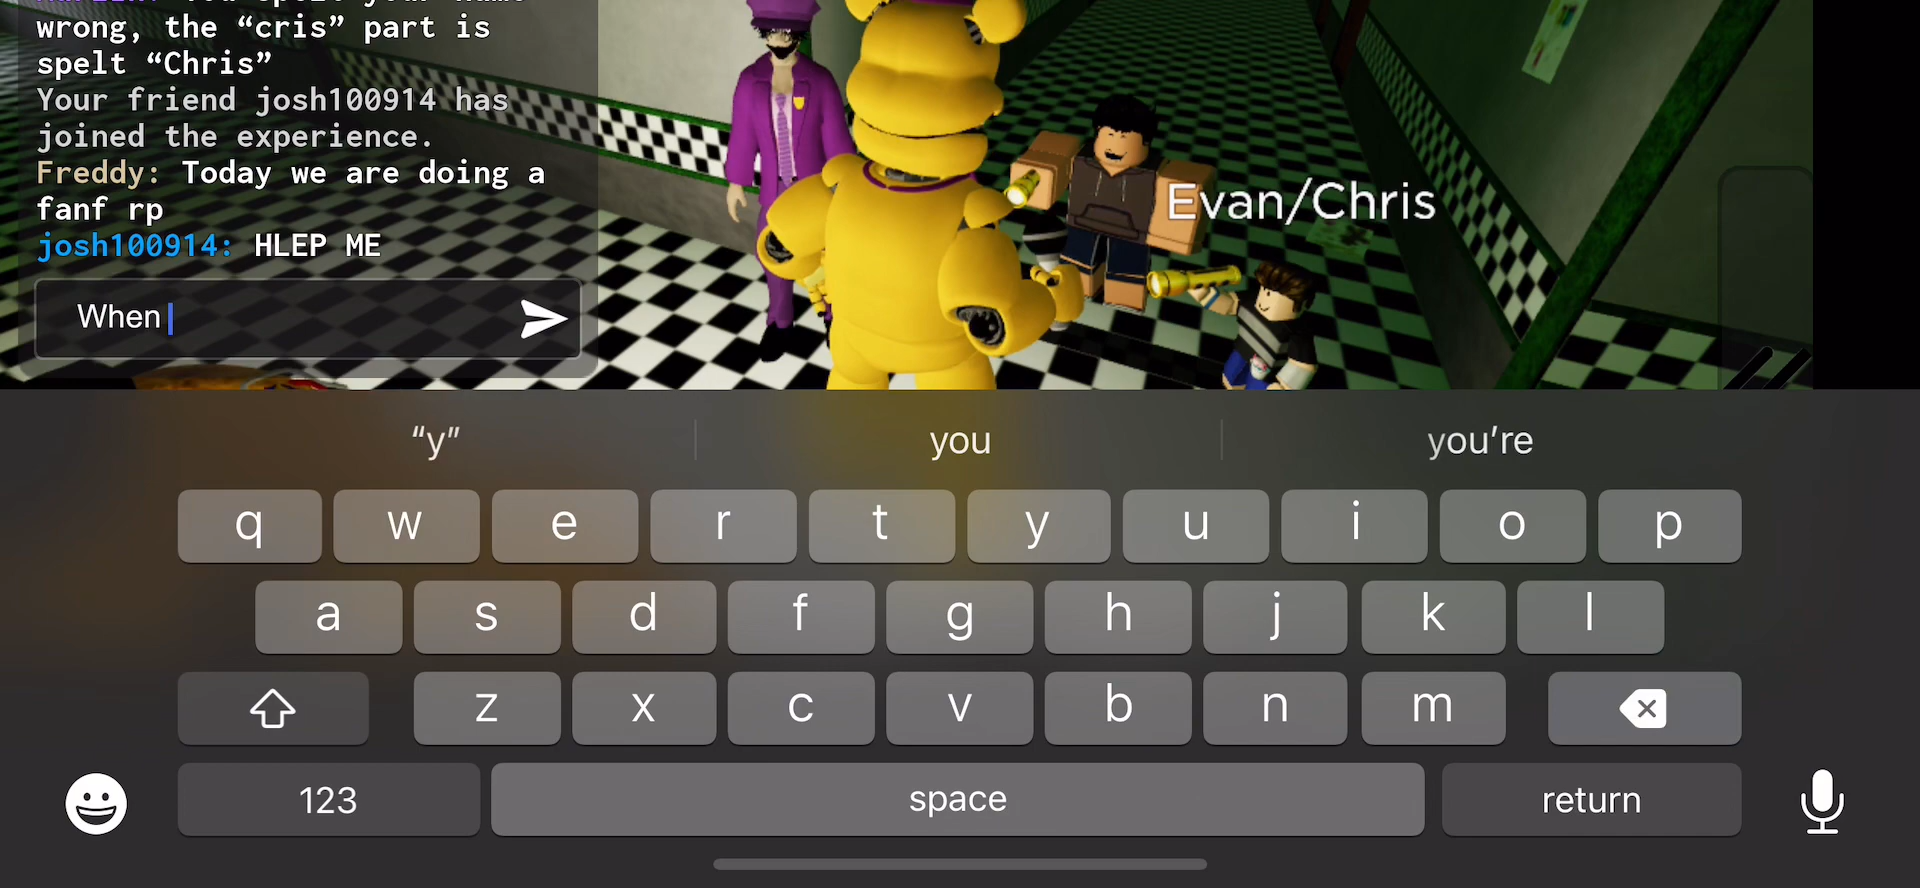 wrong, the “cris” part is
spelt “Chris”
Your friend josh100914 has
joined the experience.
Freddy: Today we are doing a
fanf rp
josh100914: HLEP ME
When
Evan/Chris
“y”
you
you’re
q w e r t y u i o p
a s d f g h j k l
z x c v b n m
123
space
return